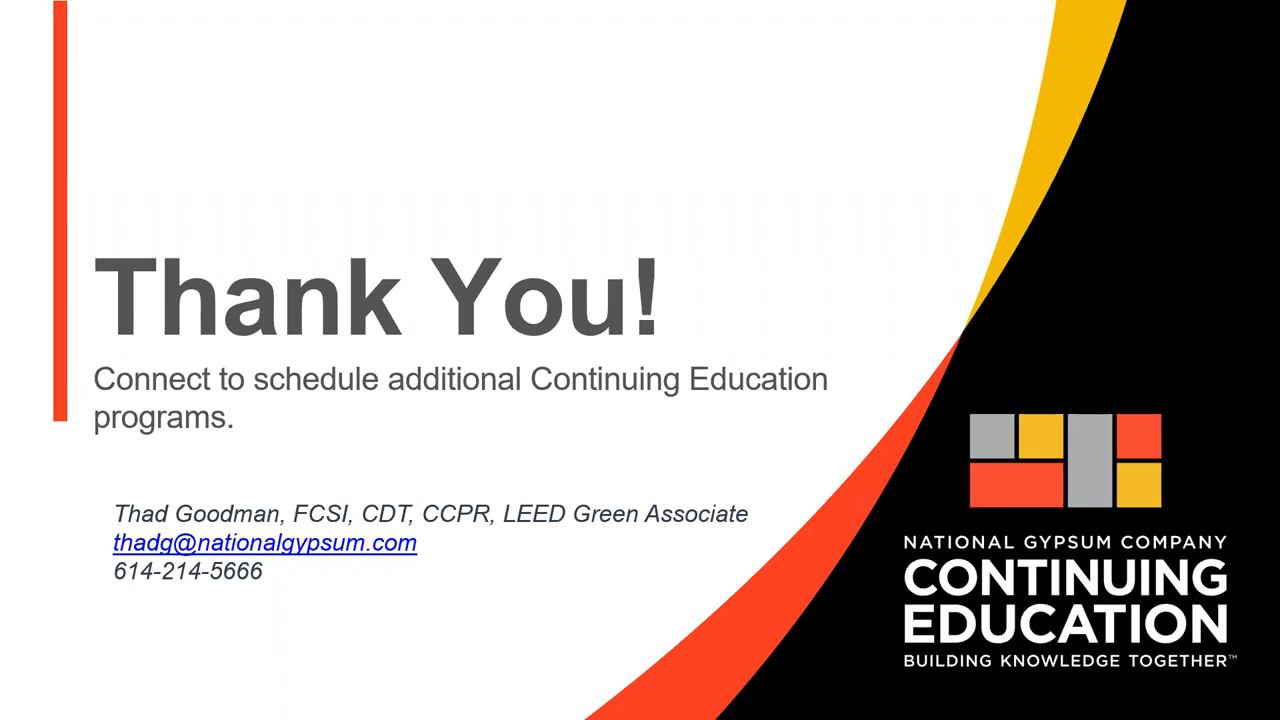 Thank You!
Connect to schedule additional Continuing Education
programs.
Thad Goodman, FCSI, CDT, CCPR, LEED Green Associate
thadg@nationalgypsum.com
614-214-5666
NATIONAL GYPSUM COMPANY
CONTINUING
EDUCATION
BUILDING KNOWLEDGE TOGETHER™